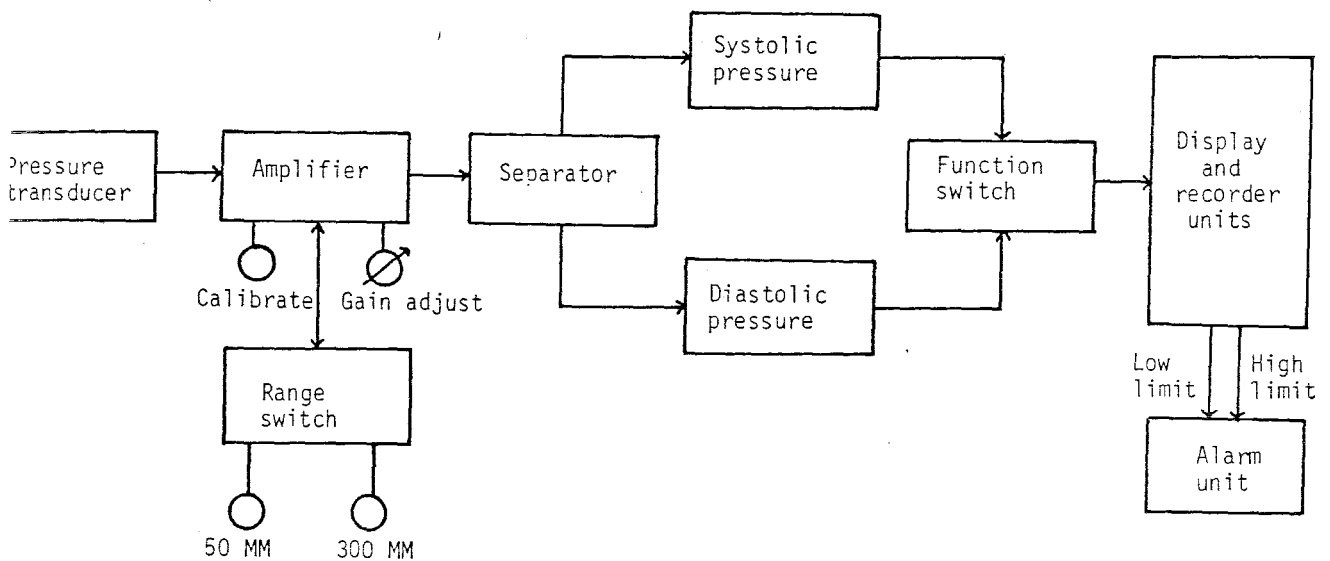 Pressure
transducer
Amplifier
Calibrate
Gain adjust
Range
switch
50 MM
300 MM
Separator
Systolic
pressure
Diastolic
pressure
Function
switch
Display
and
recorder
units
Low
limit
High
limit
Alarm
unit